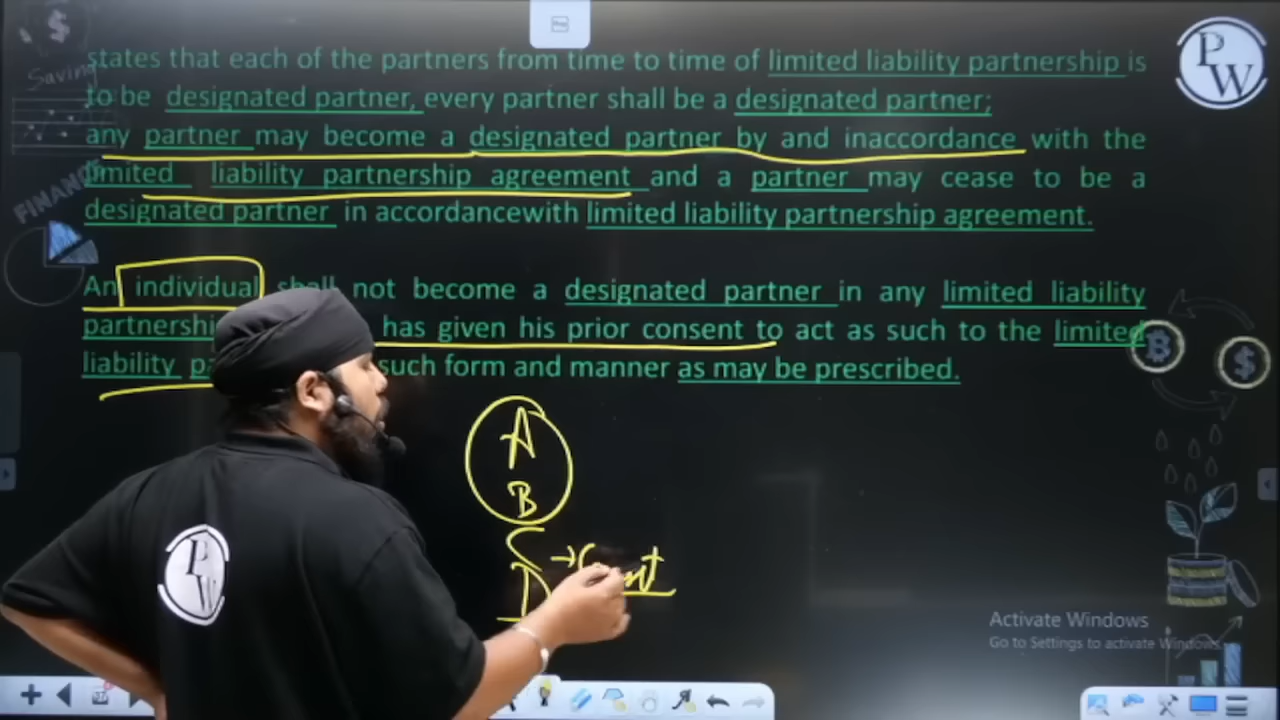 states that each of the partners from time to time of limited liability partnership is
to be designated partner, every partner shall be a designated partner;
any partner may become a designated partner by and inaccordance with the
limited liability partnership agreement and a partner may cease to be a
designated partner in accordancewith limited liability partnership agreement.
An individual shall not become a designated partner in any limited liability
has given his prior consent to act as such to the limited
liability such form and manner as may be prescribed.
A
B
C
D
Saving
FINANCE
P
W
P
W
Activate Windows
Go to Settings to activate Windows.